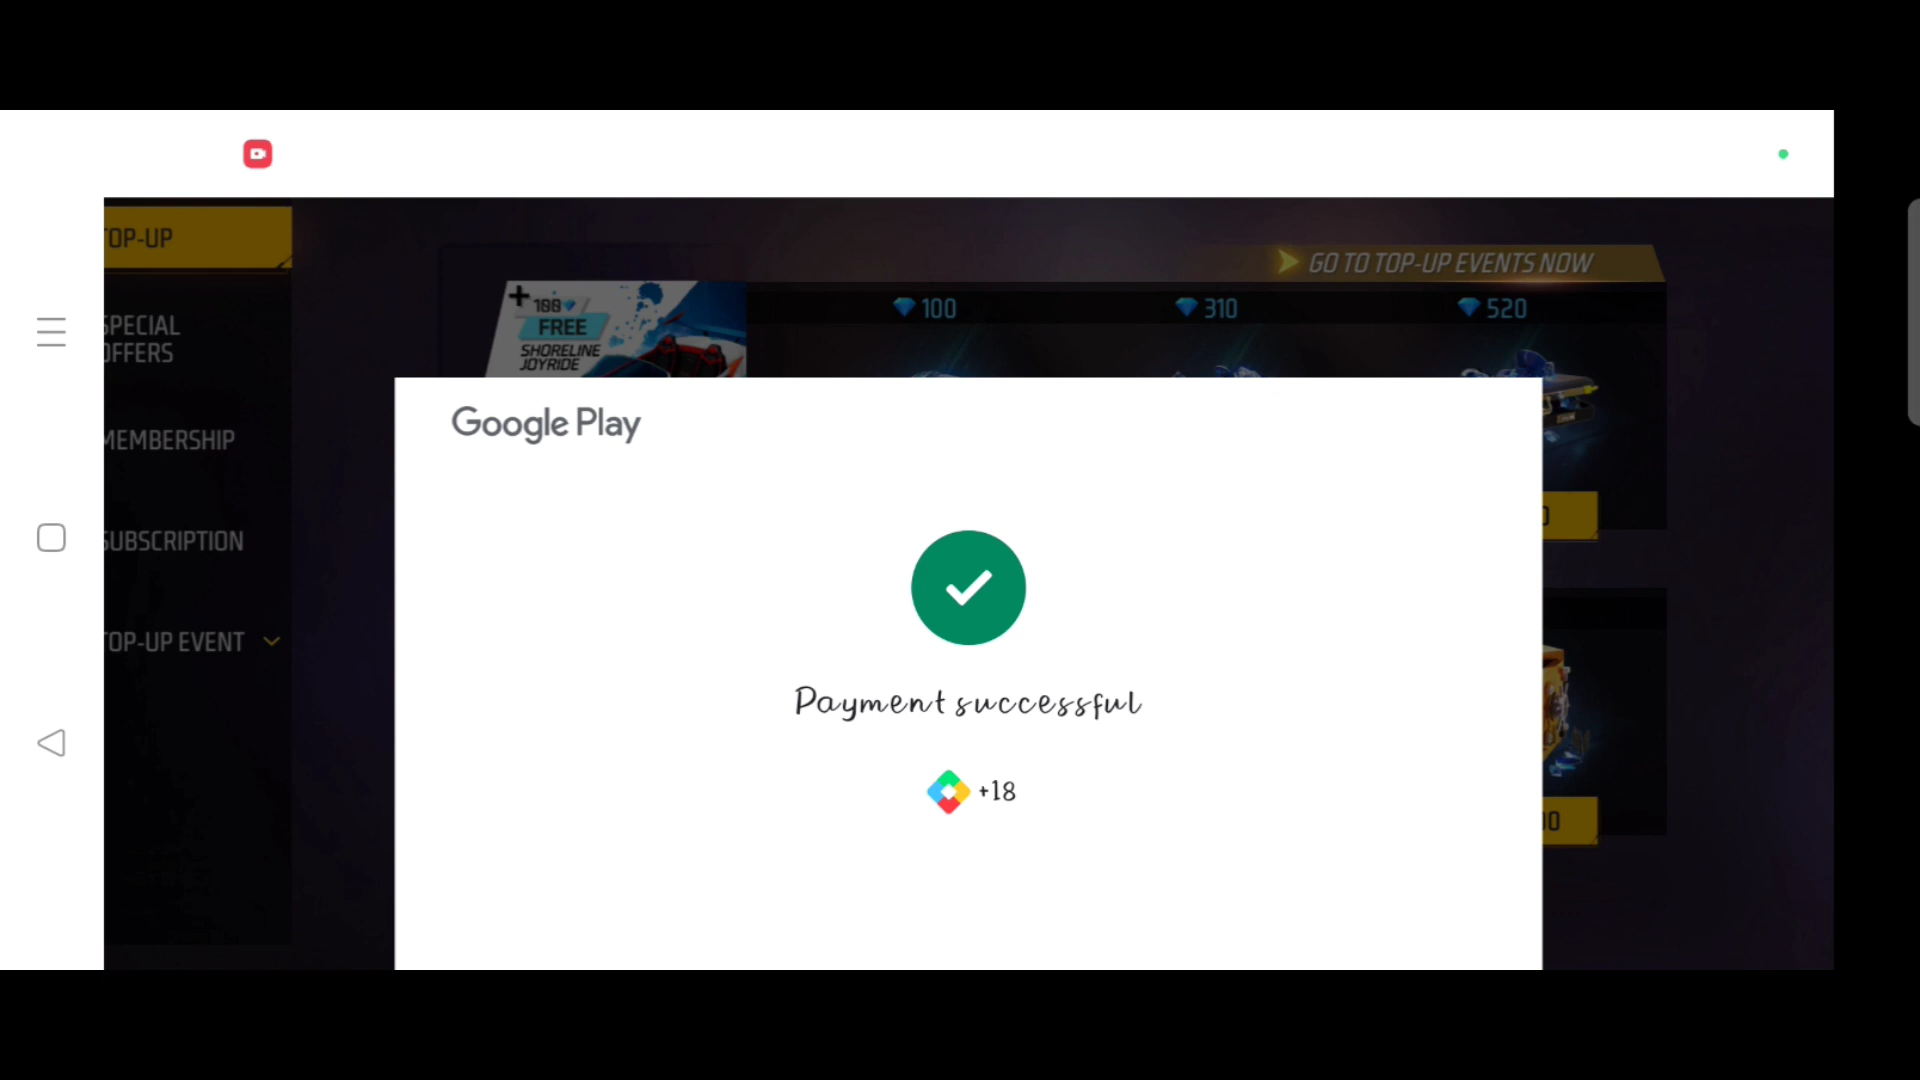 TOP-UP
GO TO TOP-UP EVENTS NOW
+100
FREE
SHORELINE
JOYRIDE
100
310
520
SPECIAL
OFFERS
MEMBERSHIP
SUBSCRIPTION
TOP-UP EVENT
Google Play
Payment successful
+18